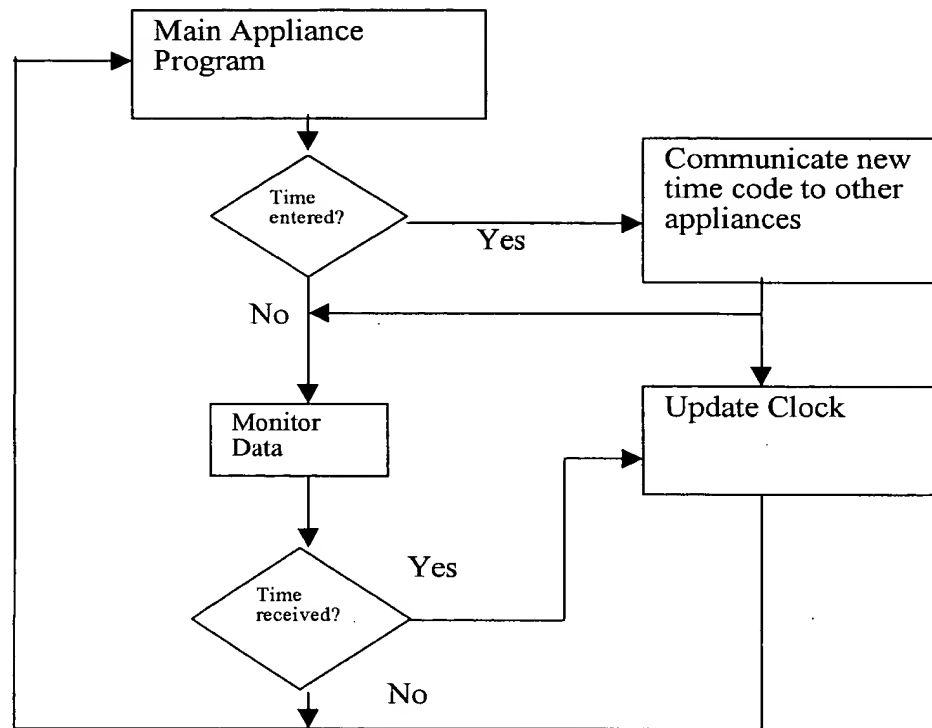 Main Appliance
Program
Time
entered?
Yes
Communicate new
time code to other
appliances
No
Monitor
Data
Update Clock
Time
received?
Yes
No